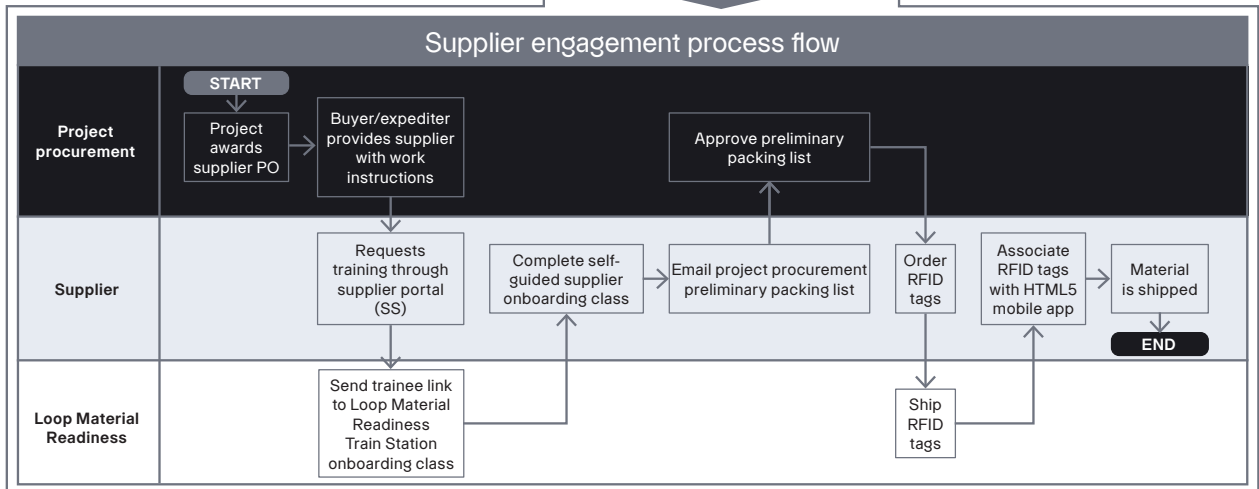 Supplier engagement process flow
Project
procurement
START
Project
awards
supplier PO
Buyer/expediter
provides supplier
with work
instructions
Approve preliminary
packing list
Supplier
Requests
training through
supplier portal
(SS)
Complete self-
guided supplier
onboarding class
Email project procurement
preliminary packing list
Order
RFID
tags
Associate
RFID tags
with HTML5
mobile app
Material
is shipped
END
Loop Material
Readiness
Send trainee link
to Loop Material
Readiness
Train Station
onboarding class
Ship
RFID
tags